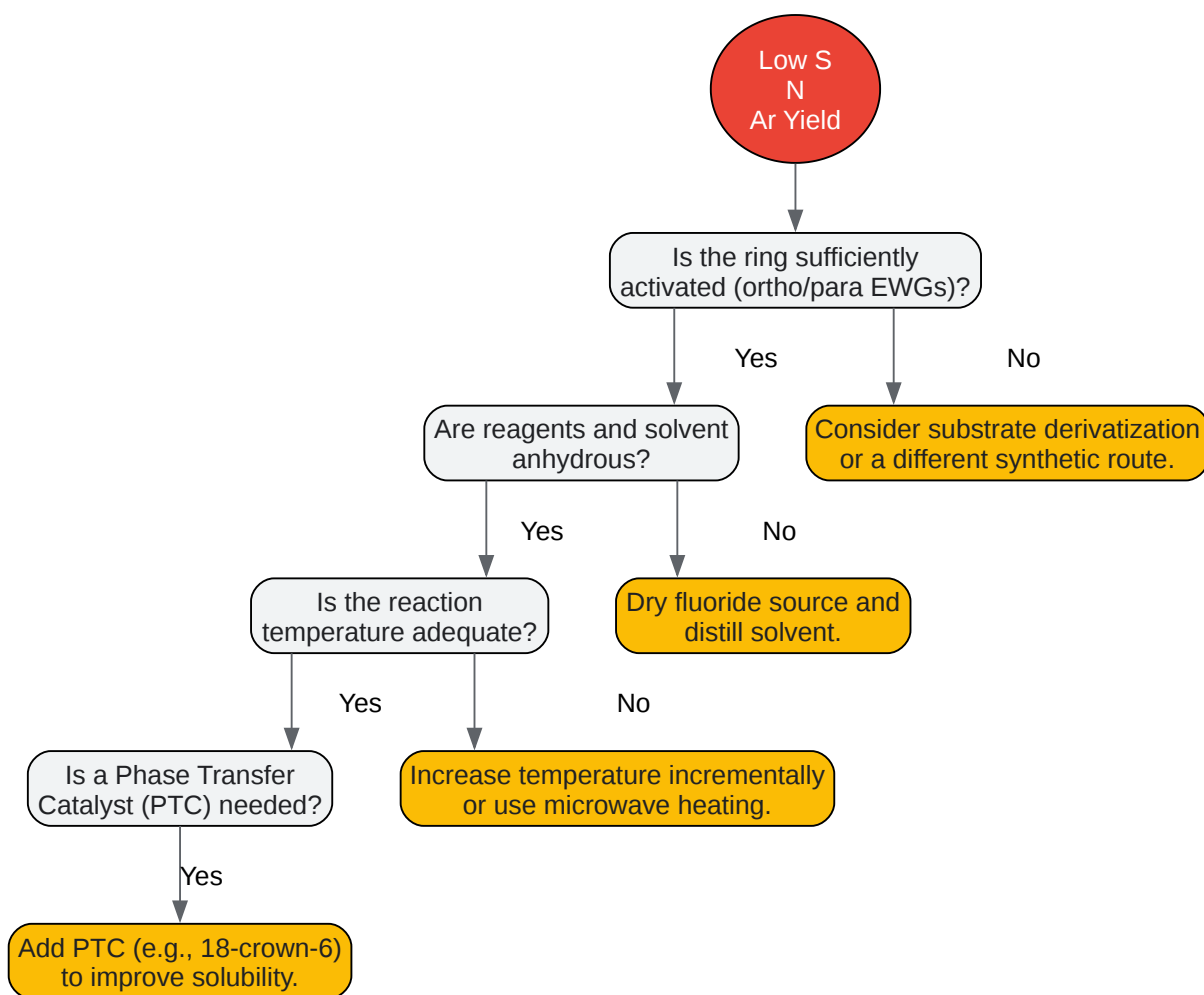 Low S
N
Ar Yield
Is the ring sufficiently
activated (ortho/para EWGs)?
Yes
No
Are reagents and solvent
anhydrous?
Consider substrate derivatization
or a different synthetic route.
Yes
No
Is the reaction
temperature adequate?
Dry fluoride source and
distill solvent.
Yes
No
Is a Phase Transfer
Catalyst (PTC) needed?
Increase temperature incrementally
or use microwave heating.
Yes
Add PTC (e.g., 18-crown-6)
to improve solubility.